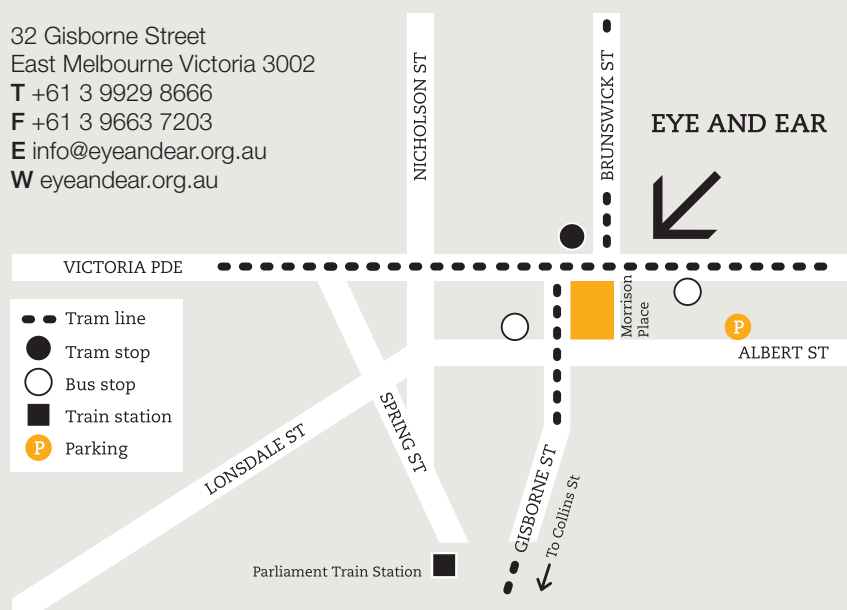 32 Gisborne Street
East Melbourne Victoria 3002
T +61 3 9929 8666
F +61 3 9663 7203
E info@eyeandear.org.au
W eyeandear.org.au
NICHOLSON ST
BRUNSWICK ST
EYE AND EAR
VICTORIA PDE
Morrison
Place
P
ALBERT ST
Tram line
Tram stop
Bus stop
Train station
P Parking
SPRING ST
LONSDALE ST
GISBORNE ST
To Collins St
Parliament Train Station